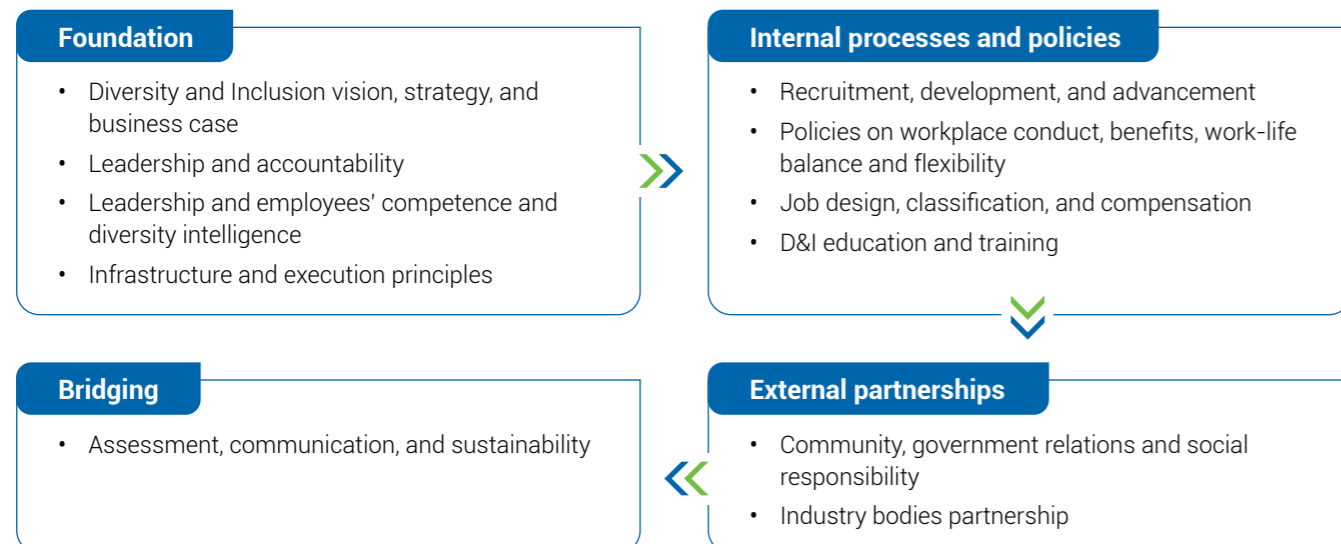 Foundation
• Diversity and Inclusion vision, strategy, and
business case
• Leadership and accountability
• Leadership and employees’ competence and
diversity intelligence
• Infrastructure and execution principles
Internal processes and policies
• Recruitment, development, and advancement
• Policies on workplace conduct, benefits, work-life
balance and flexibility
• Job design, classification, and compensation
• D&I education and training
External partnerships
• Community, government relations and social
responsibility
• Industry bodies partnership
Bridging
• Assessment, communication, and sustainability